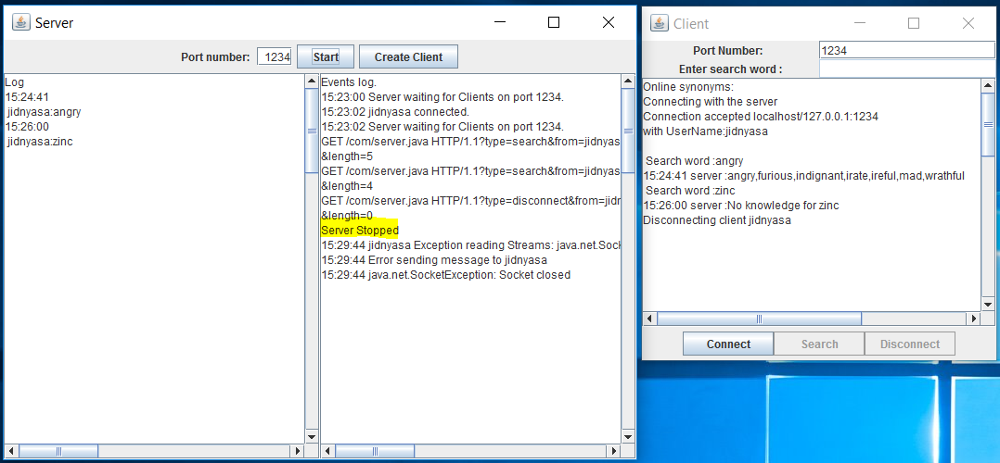 Server
Port number: 1234 Start Create Client
Log
15:24:41
jidnyasa:angry
15:26:00
jidnyasa:zinc
Events log.
15:23:00 Server waiting for Clients on port 1234.
15:23:02 jidnyasa connected.
15:23:02 Server waiting for Clients on port 1234.
GET /com/server.java HTTP/1.1?type=search&from=jidnyas
&length=5
GET /com/server.java HTTP/1.1?type=search&from=jidnyas
&length=4
GET /com/server.java HTTP/1.1?type=disconnect&from=jidn
&length=0
Server Stopped
15:29:44 jidnyasa Exception reading Streams: java.net.Sock
15:29:44 Error sending message to jidnyasa
15:29:44 java.net.SocketException: Socket closed
Client
Port Number: 1234
Enter search word :
Online synonyms:
Connecting with the server
Connection accepted localhost/127.0.0.1:1234
with UserName:jidnyasa
Search word :angry
15:24:41 server :angry,furious,indignant,irate,ireful,mad,wrathful
Search word :zinc
15:26:00 server :No knowledge for zinc
Disconnecting client jidnyasa
Connect Search Disconnect